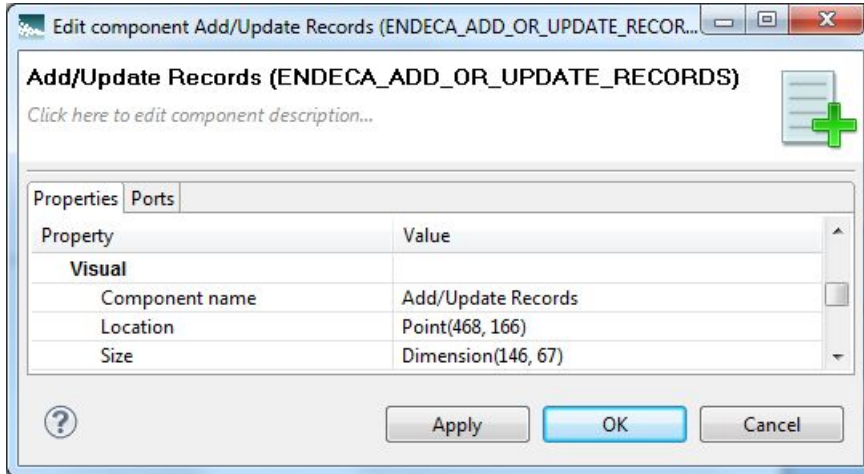 Edit component Add/Update Records (ENDECA_ADD_OR_UPDATE_RECOR...
Add/Update Records (ENDECA_ADD_OR_UPDATE_RECORDS)
Click here to edit component description...
Properties Ports
Property Value
Visual
Component name Add/Update Records
Location Point(468, 166)
Size Dimension(146, 67)
? Apply OK Cancel